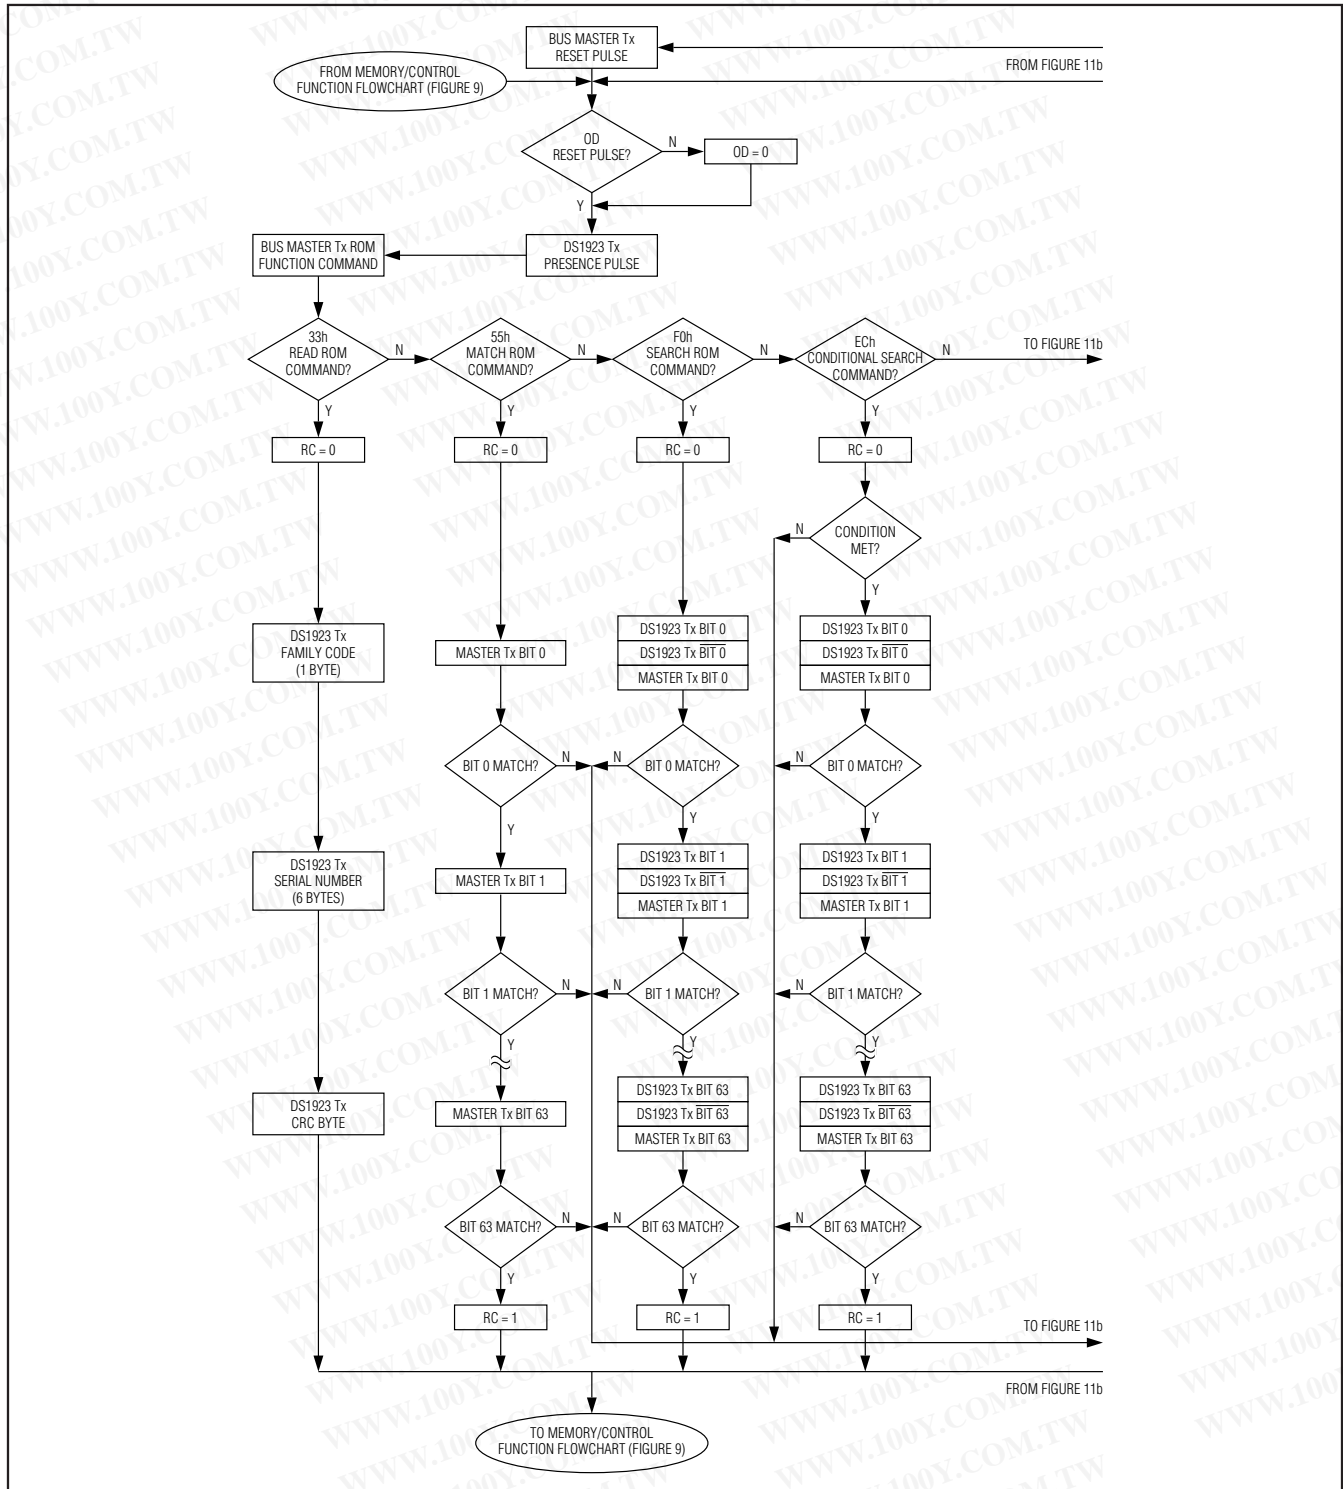 BUS MASTER Tx
RESET PULSE
FROM FIGURE 11b
FROM MEMORY/CONTROL
FUNCTION FLOWCHART (FIGURE 9)
OD
RESET PULSE?
N
OD = 0
Y
BUS MASTER Tx ROM
FUNCTION COMMAND
DS1923 Tx
PRESENCE PULSE
33h
READ ROM
COMMAND?
N
55h
MATCH ROM
COMMAND?
N
F0h
SEARCH ROM
COMMAND?
N
ECh
CONDITIONAL SEARCH
COMMAND?
N
TO FIGURE 11b
Y
Y
Y
Y
RC = 0
RC = 0
RC = 0
RC = 0
N
CONDITION
MET?
Y
DS1923 Tx
FAMILY CODE
(1 BYTE)
MASTER Tx BIT 0
DS1923 Tx BIT 0
DS1923 Tx B̅I̅T̅ ̅0̅
MASTER Tx BIT 0
DS1923 Tx BIT 0
DS1923 Tx B̅I̅T̅ ̅0̅
MASTER Tx BIT 0
BIT 0 MATCH?
N
N
BIT 0 MATCH?
N
BIT 0 MATCH?
Y
Y
Y
DS1923 Tx
SERIAL NUMBER
(6 BYTES)
MASTER Tx BIT 1
DS1923 Tx BIT 1
DS1923 Tx B̅I̅T̅ ̅1̅
MASTER Tx BIT 1
DS1923 Tx BIT 1
DS1923 Tx B̅I̅T̅ ̅1̅
MASTER Tx BIT 1
BIT 1 MATCH?
N
N
BIT 1 MATCH?
N
BIT 1 MATCH?
Y
Y
Y
DS1923 Tx
CRC BYTE
MASTER Tx BIT 63
DS1923 Tx BIT 63
DS1923 Tx B̅I̅T̅ ̅6̅3̅
MASTER Tx BIT 63
DS1923 Tx BIT 63
DS1923 Tx B̅I̅T̅ ̅6̅3̅
MASTER Tx BIT 63
BIT 63 MATCH?
N
N
BIT 63 MATCH?
N
BIT 63 MATCH?
Y
Y
Y
RC = 1
RC = 1
RC = 1
TO FIGURE 11b
FROM FIGURE 11b
TO MEMORY/CONTROL
FUNCTION FLOWCHART (FIGURE 9)
WWW.100Y.COM.TW